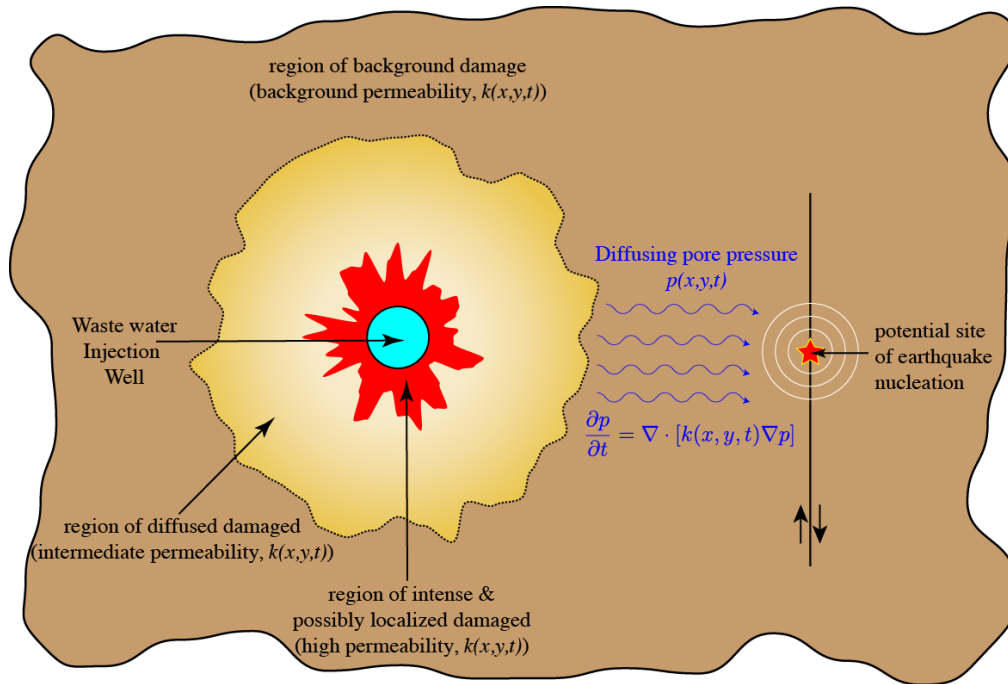 region of background damage
(background permeability, k(x,y,t))
Diffusing pore pressure
p(x,y,t)
Waste water
Injection
Well
potential site
of earthquake
nucleation
∂p/∂t = ∇ · [k(x, y, t)∇p]
region of diffused damaged
(intermediate permeability, k(x,y,t))
region of intense &
possibly localized damaged
(high permeability, k(x,y,t))